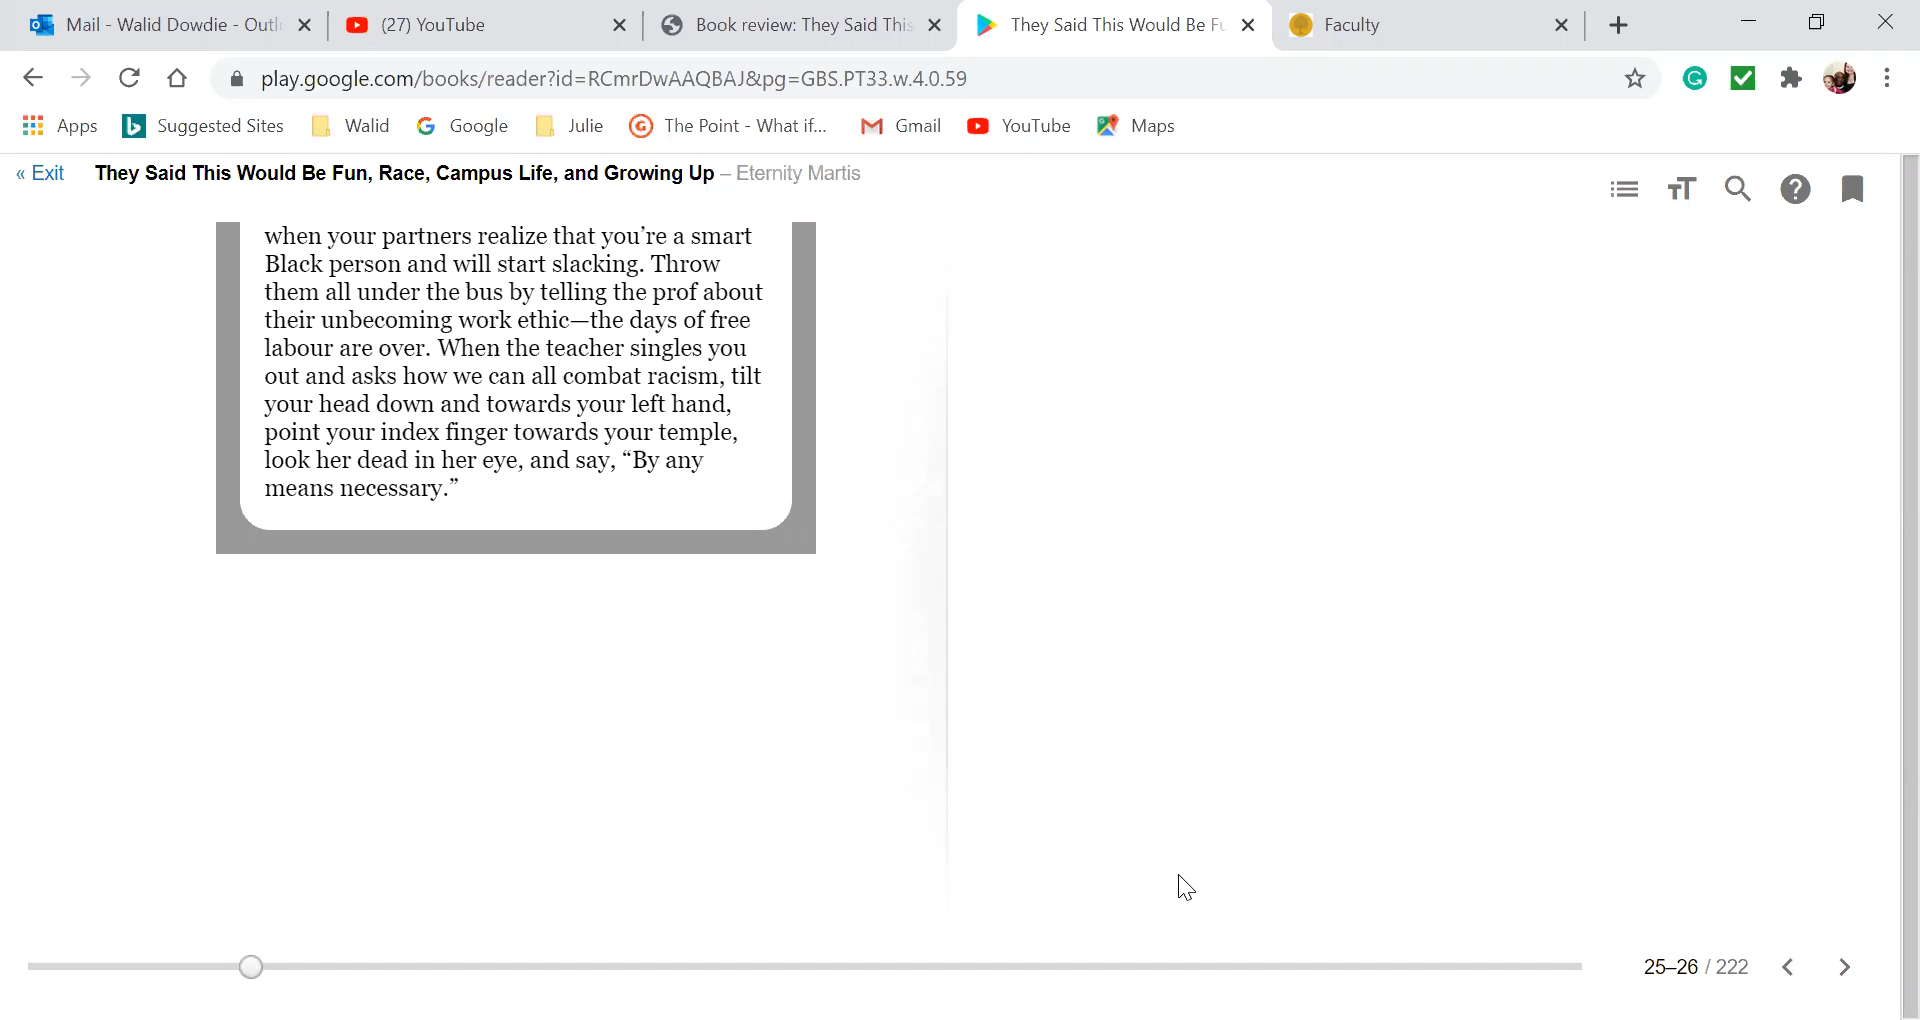 Mail - Walid Dowdie - Outl
(27) YouTube
Book review: They Said This
They Said This Would Be Fu
Faculty
play.google.com/books/reader?id=RCmrDwAAQBAJ&pg=GBS.PT33.w.4.0.59
Apps
Suggested Sites
Walid
Google
Julie
The Point - What if...
Gmail
YouTube
Maps
« Exit
They Said This Would Be Fun, Race, Campus Life, and Growing Up – Eternity Martis
when your partners realize that you’re a smart
Black person and will start slacking. Throw
them all under the bus by telling the prof about
their unbecoming work ethic—the days of free
labour are over. When the teacher singles you
out and asks how we can all combat racism, tilt
your head down and towards your left hand,
point your index finger towards your temple,
look her dead in her eye, and say, “By any
means necessary.”
25–26 / 222